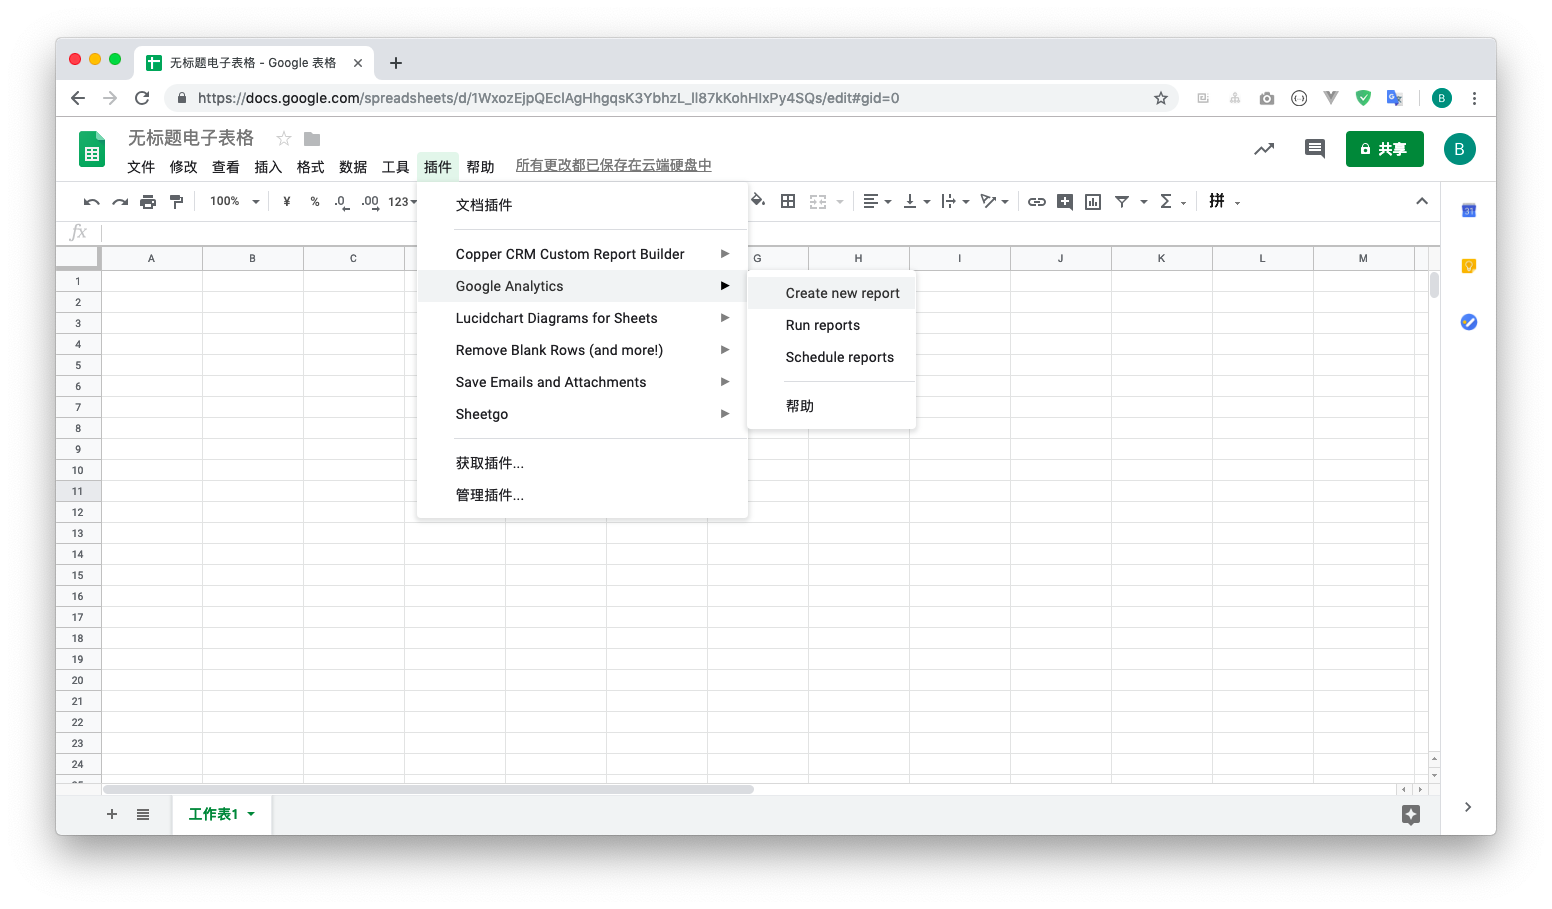 无标题电子表格 - Google 表格
https://docs.google.com/spreadsheets/d/1WxozEjpQEclAgHhgqsK3YbhzL_ll87kKohHIxPy4SQs/edit#gid=0
B
无标题电子表格
文件 修改 查看 插入 格式 数据 工具 插件 帮助 所有更改都已保存在云端硬盘中
共享
B
100% ¥ % .0 .00 123 Σ 拼
31
fx
文档插件
Copper CRM Custom Report Builder
Google Analytics
Lucidchart Diagrams for Sheets
Remove Blank Rows (and more!)
Save Emails and Attachments
Sheetgo
获取插件...
管理插件...
Create new report
Run reports
Schedule reports
帮助
A B C G H I J K L M
1
2
3
4
5
6
7
8
9
10
11
12
13
14
15
16
17
18
19
20
21
22
23
24
工作表1